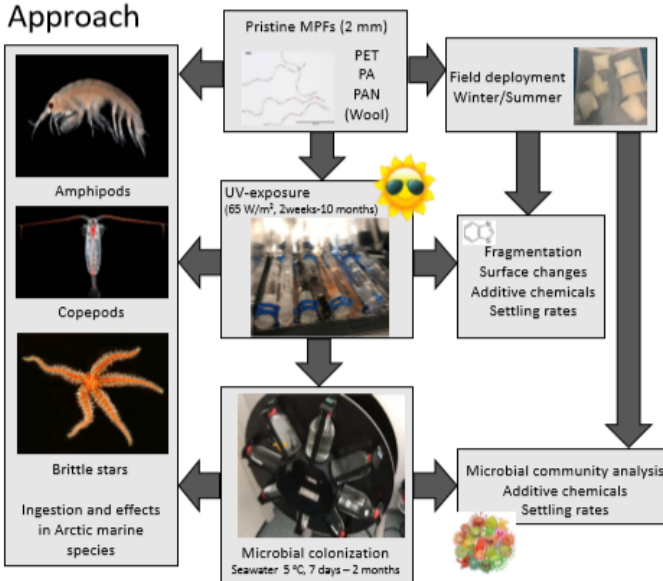 Approach
Pristine MPFs (2 mm)
PET
PA
PAN
(Wool)
Field deployment
Winter/Summer
Amphipods
UV-exposure
(65 W/m², 2weeks-10 months)
Copepods
Fragmentation
Surface changes
Additive chemicals
Settling rates
Brittle stars
Ingestion and effects
in Arctic marine
species
Microbial colonization
Seawater 5 °C, 7 days – 2 months
Microbial community analysis
Additive chemicals
Settling rates